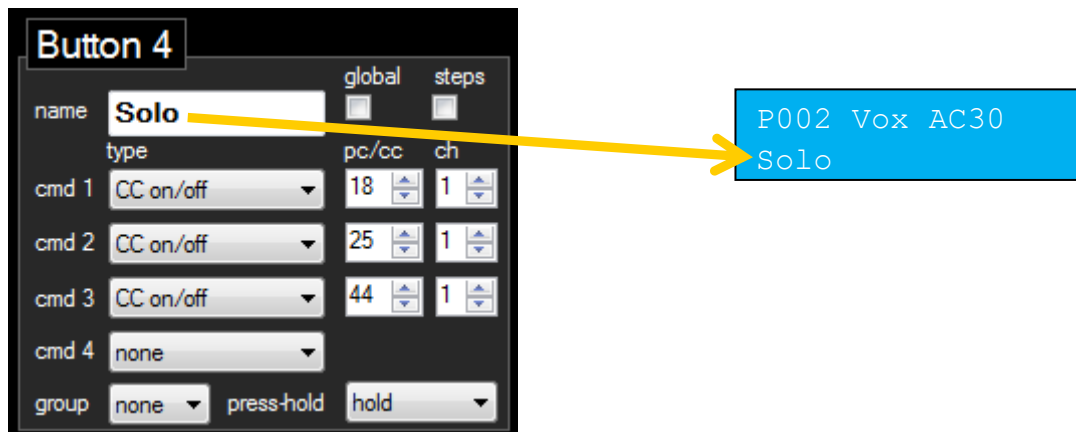 Button 4
global steps
name Solo
type pc/cc ch
cmd 1 CC on/off 18 1
cmd 2 CC on/off 25 1
cmd 3 CC on/off 44 1
cmd 4 none
group none press-hold hold
P002 Vox AC30
Solo